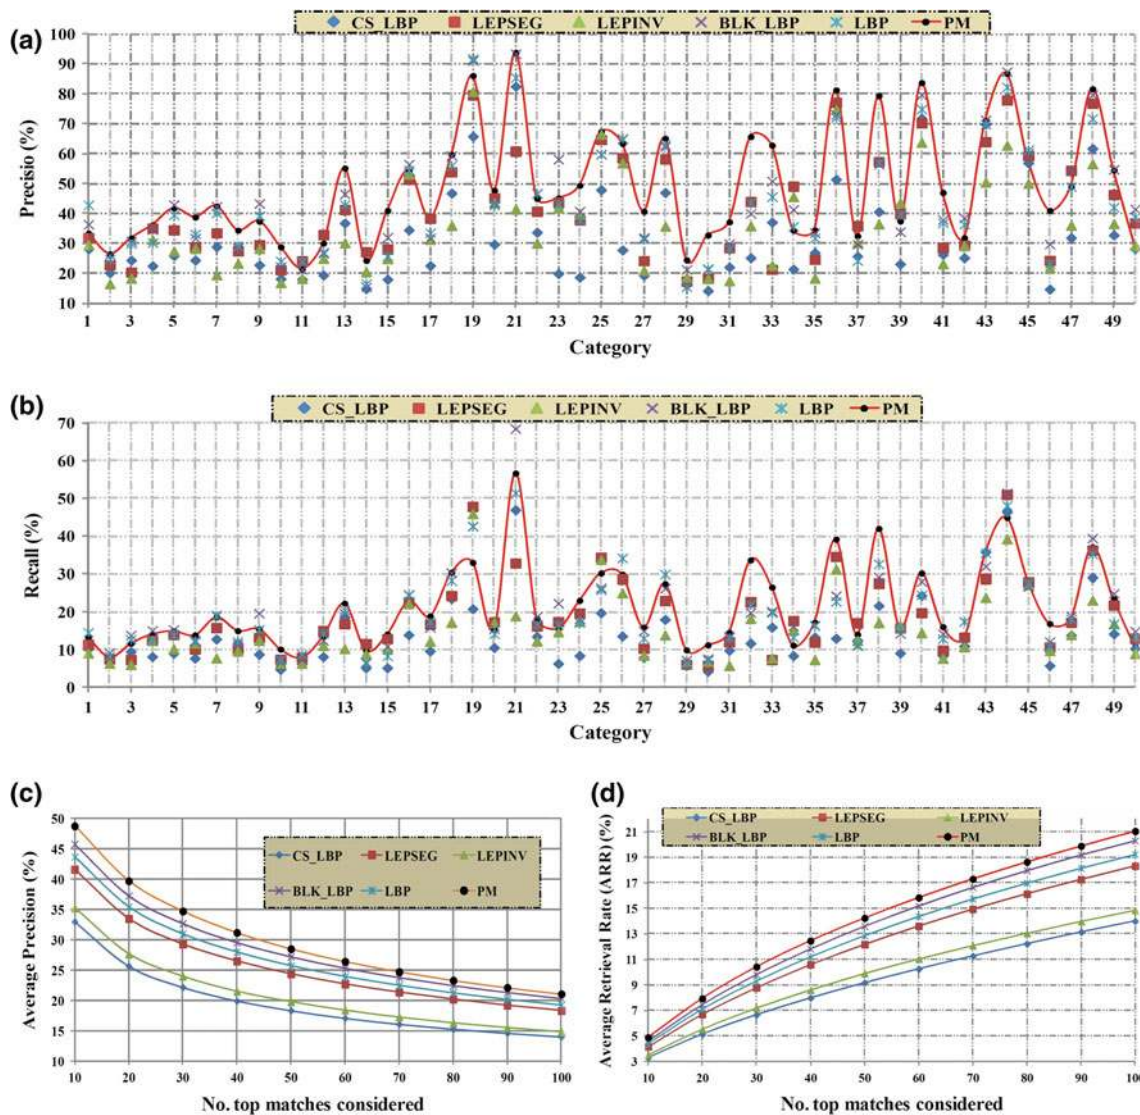 (a)
CS_LBP LEPSEG LEPINV BLK_LBP LBP PM
100
90
80
70
60
50
40
30
20
10
Precisio (%)
1 3 5 7 9 11 13 15 17 19 21 23 25 27 29 31 33 35 37 39 41 43 45 47 49
Category
(b)
CS_LBP LEPSEG LEPINV BLK_LBP LBP PM
70
60
50
40
30
20
10
0
Recall (%)
1 3 5 7 9 11 13 15 17 19 21 23 25 27 29 31 33 35 37 39 41 43 45 47 49
Category
(c)
50
45
40
35
30
25
20
15
10
Average Precision (%)
CS_LBP LEPSEG LEPINV
BLK_LBP LBP PM
10 20 30 40 50 60 70 80 90 100
No. top matches considered
(d)
CS_LBP LEPSEG LEPINV
BLK_LBP LBP PM
21
19
17
15
13
11
9
7
5
3
Average Retrieval Rate (ARR) (%)
10 20 30 40 50 60 70 80 90 100
No. top matches considered